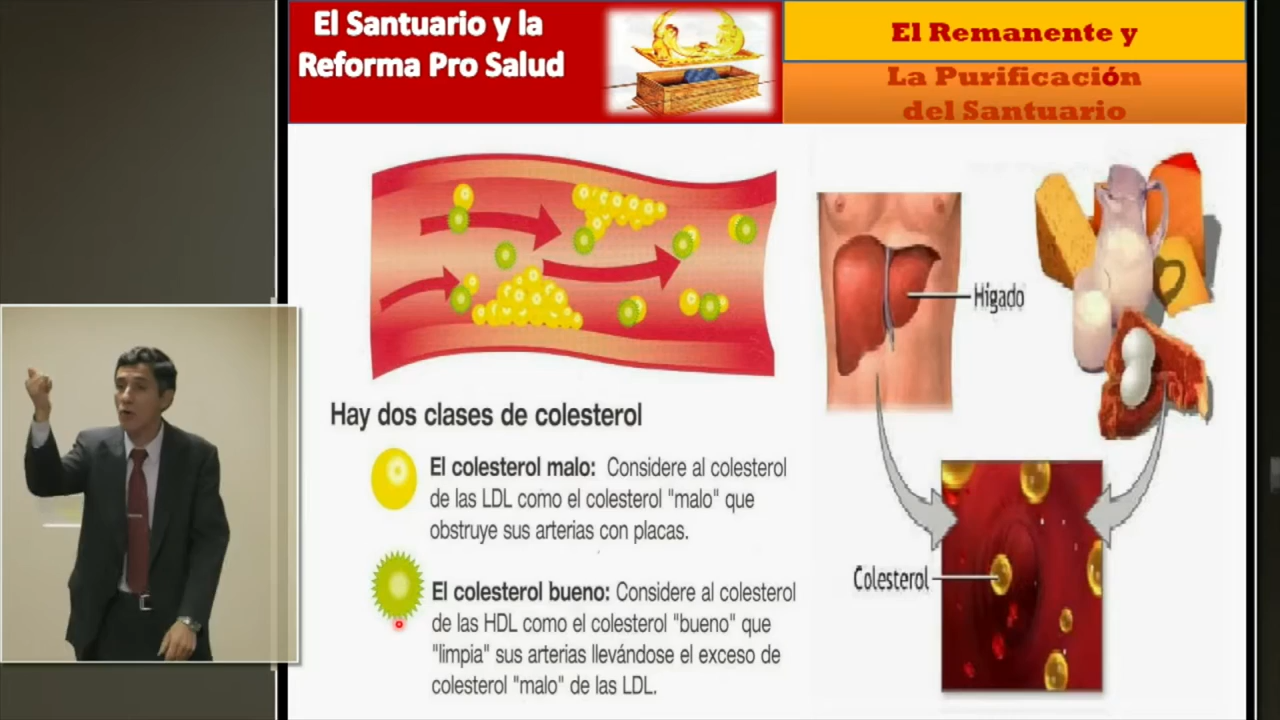 El Santuario y la
Reforma Pro Salud
El Remanente y
La Purificación
del Santuario
Hígado
Hay dos clases de colesterol
El colesterol malo: Considere al colesterol
de las LDL como el colesterol "malo" que
obstruye sus arterias con placas.
El colesterol bueno: Considere al colesterol
de las HDL como el colesterol "bueno" que
"limpia" sus arterias llevándose el exceso de
colesterol "malo" de las LDL.
Colesterol